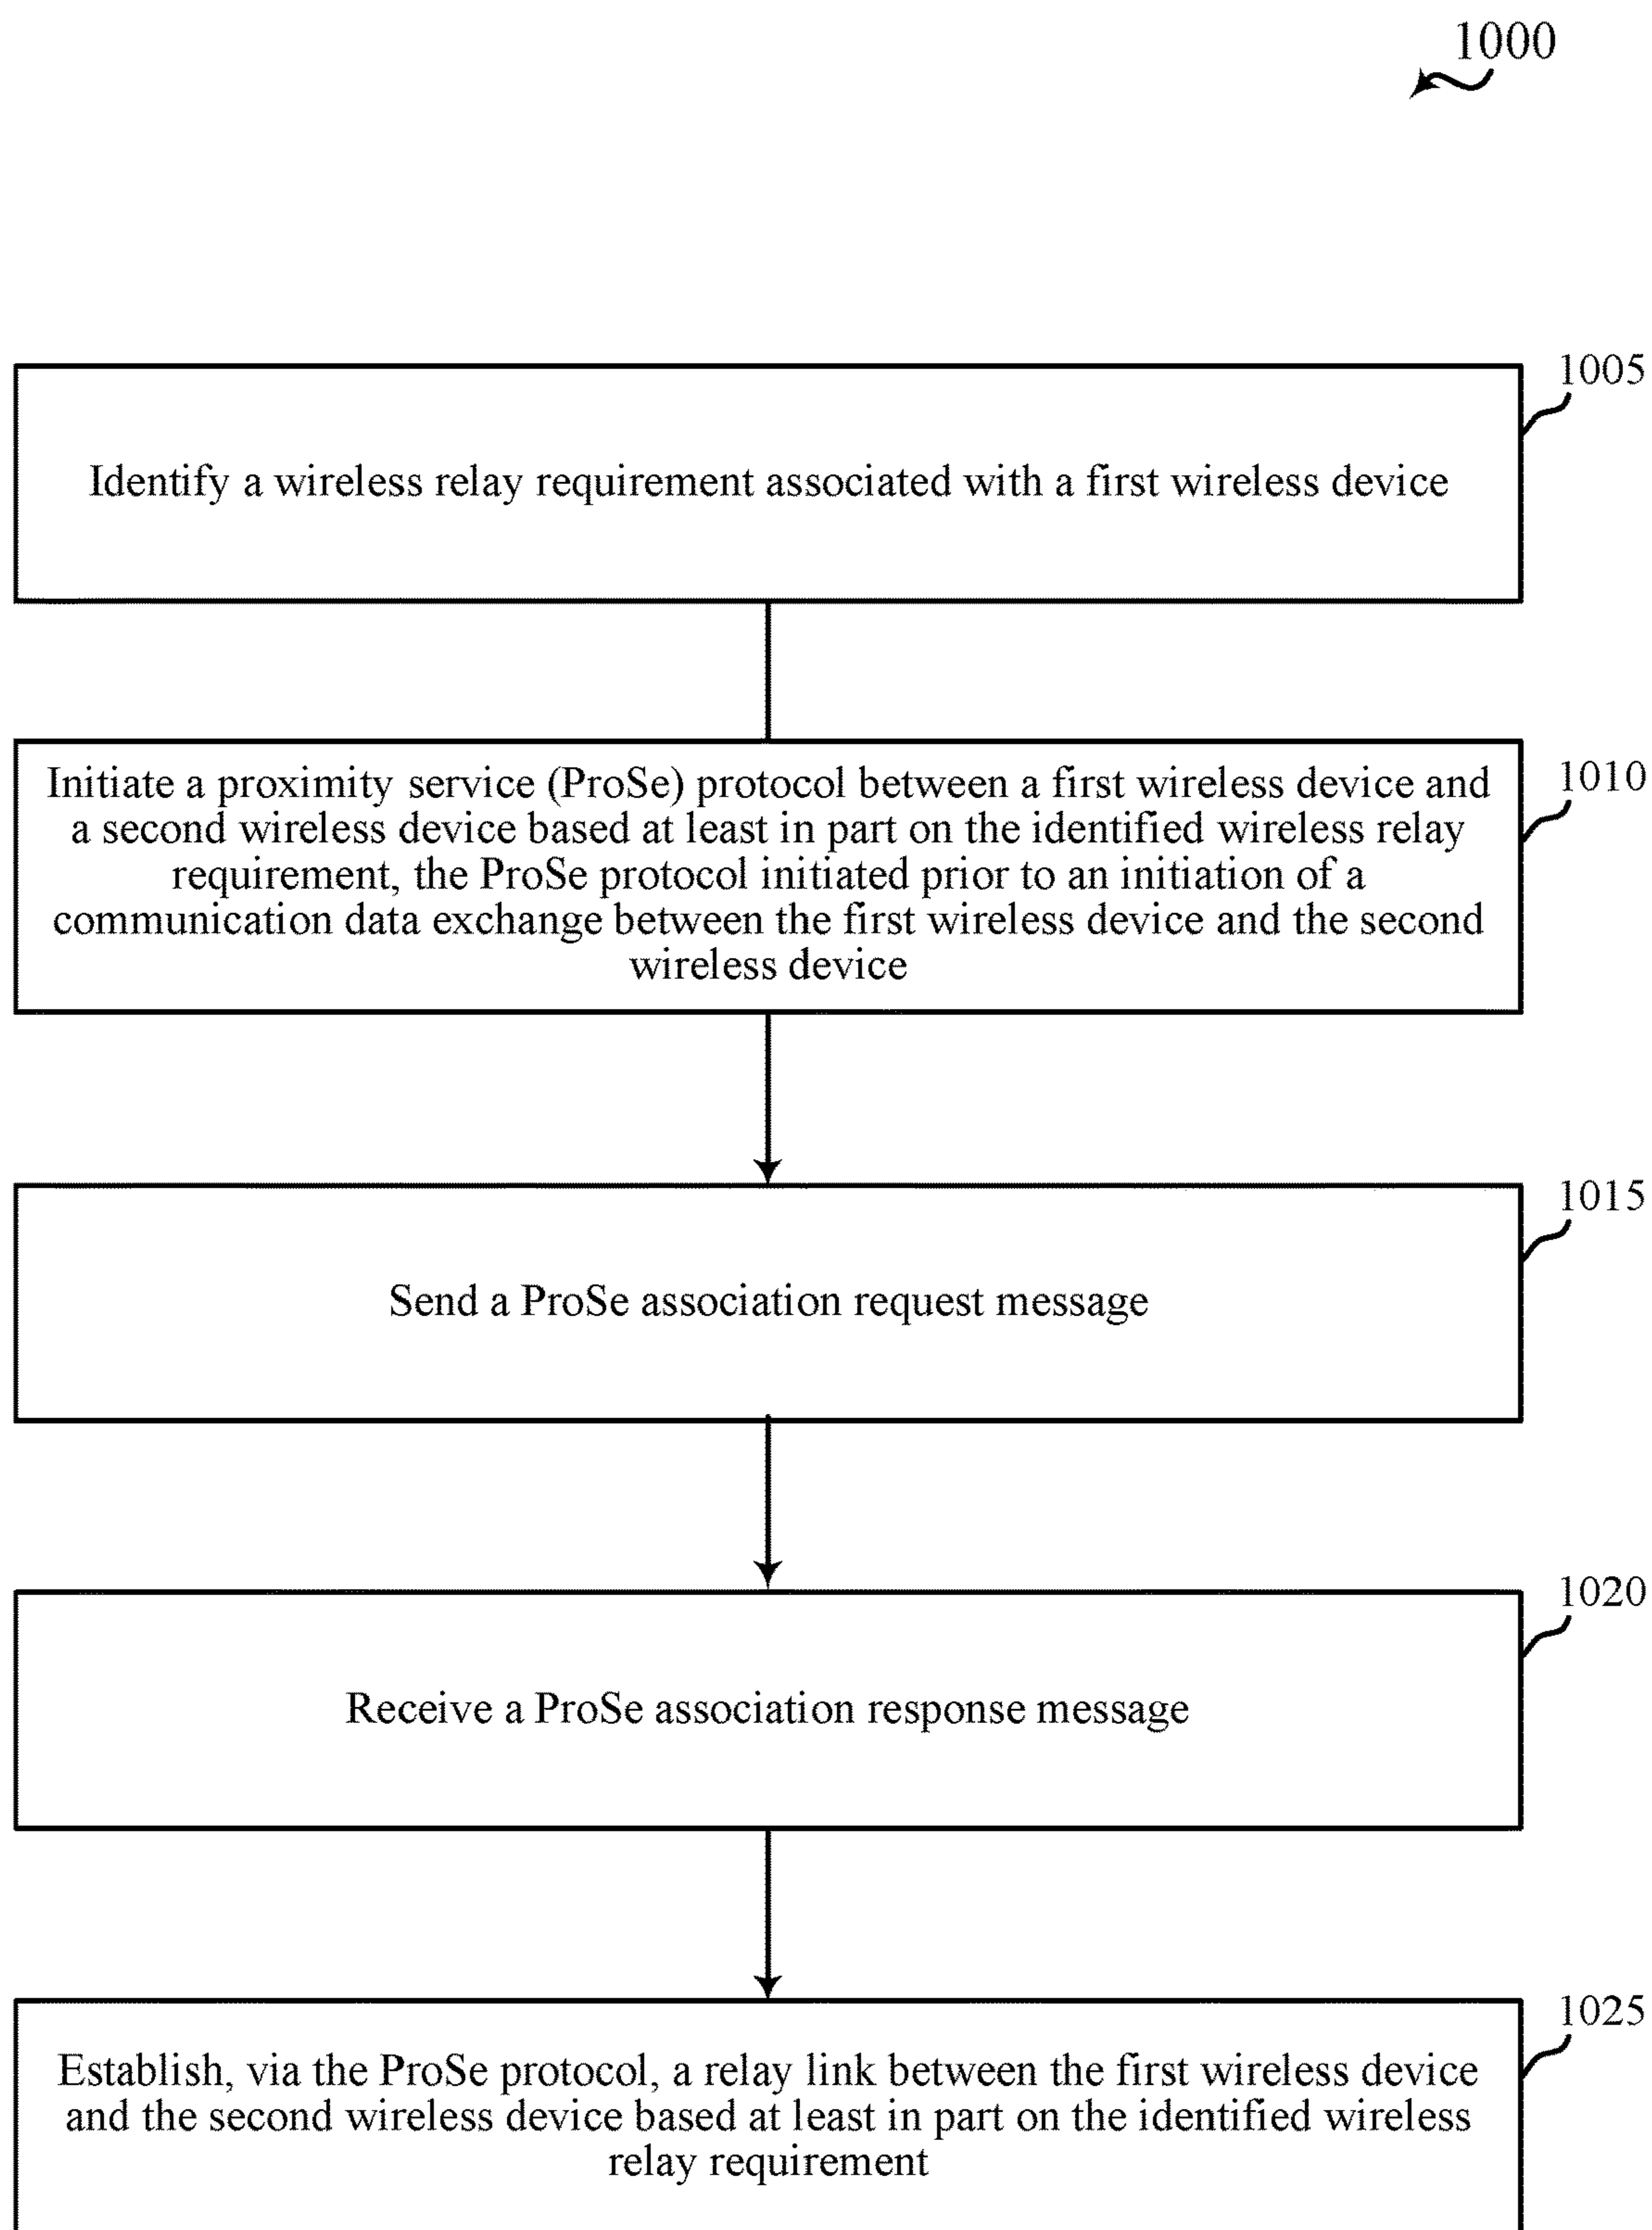 1000
1005
Identify a wireless relay requirement associated with a first wireless device
1010
Initiate a proximity service (ProSe) protocol between a first wireless device and
a second wireless device based at least in part on the identified wireless relay
requirement, the ProSe protocol initiated prior to an initiation of a
communication data exchange between the first wireless device and the second
wireless device
1015
Send a ProSe association request message
1020
Receive a ProSe association response message
1025
Establish, via the ProSe protocol, a relay link between the first wireless device
and the second wireless device based at least in part on the identified wireless
relay requirement